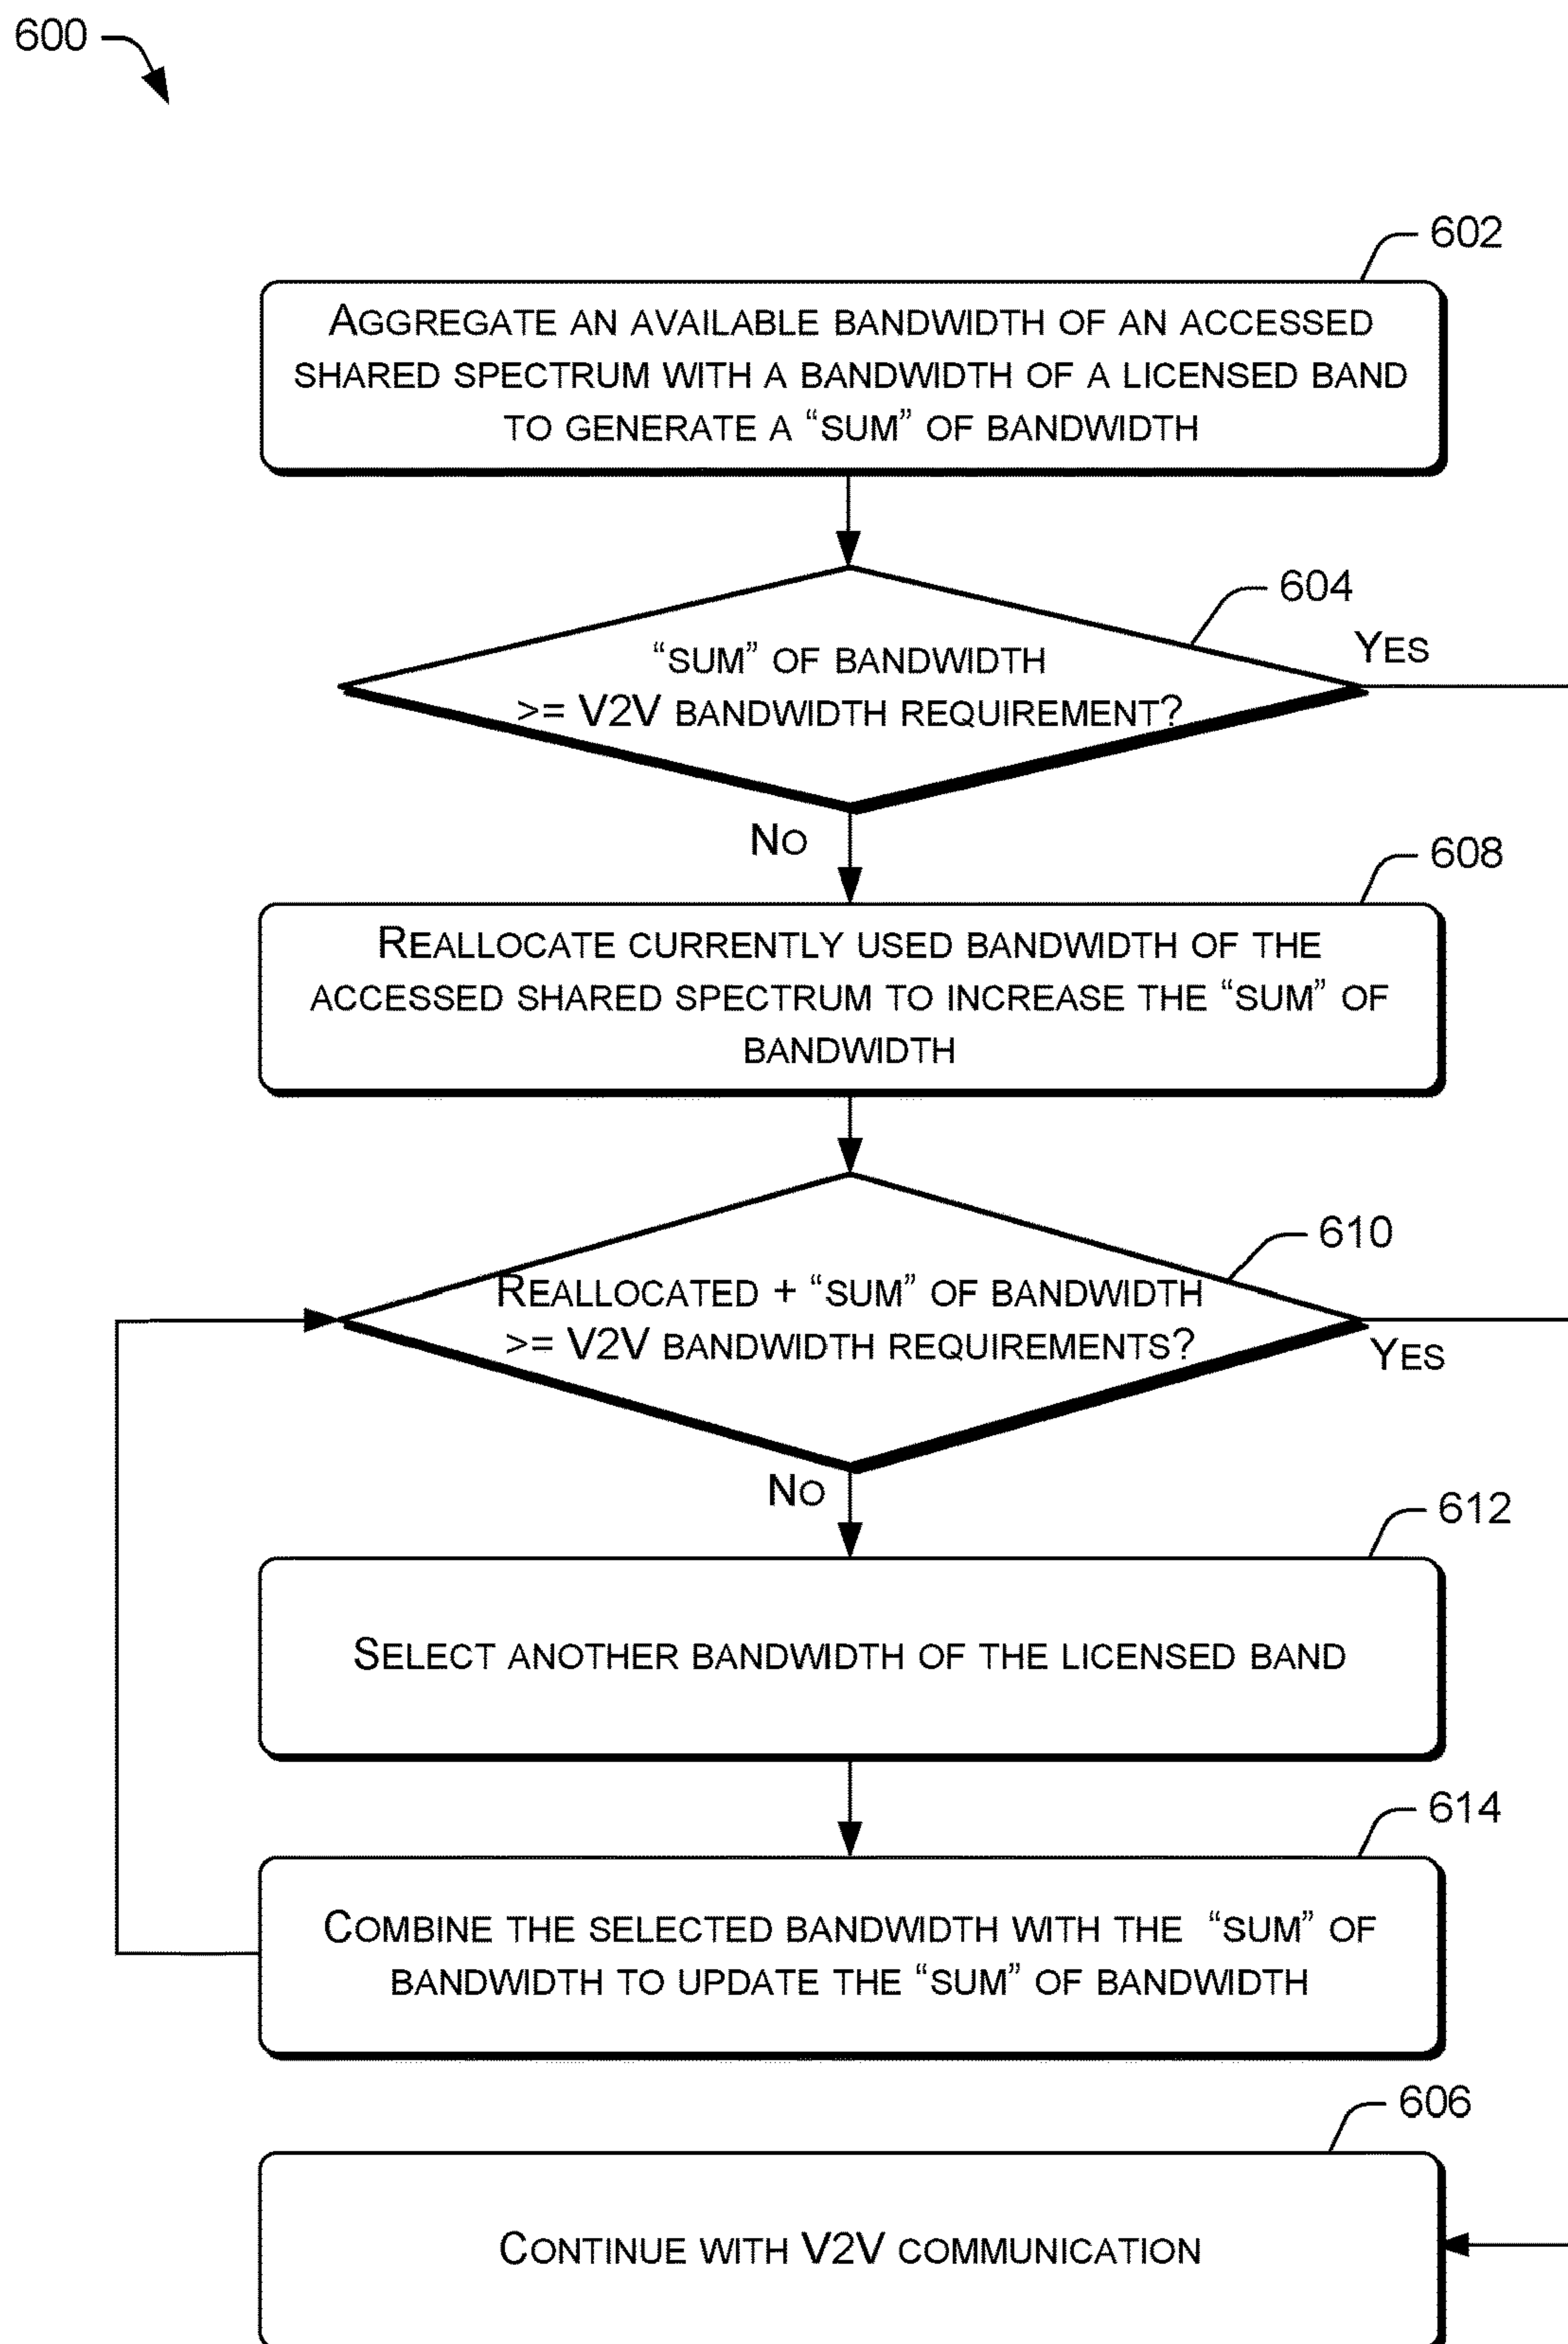 600
602
AGGREGATE AN AVAILABLE BANDWIDTH OF AN ACCESSED
SHARED SPECTRUM WITH A BANDWIDTH OF A LICENSED BAND
TO GENERATE A “SUM” OF BANDWIDTH
604
“SUM” OF BANDWIDTH
>= V2V BANDWIDTH REQUIREMENT?
YES
NO
608
REALLOCATE CURRENTLY USED BANDWIDTH OF THE
ACCESSED SHARED SPECTRUM TO INCREASE THE “SUM” OF
BANDWIDTH
610
REALLOCATED + “SUM” OF BANDWIDTH
>= V2V BANDWIDTH REQUIREMENTS?
YES
NO
612
SELECT ANOTHER BANDWIDTH OF THE LICENSED BAND
614
COMBINE THE SELECTED BANDWIDTH WITH THE “SUM” OF
BANDWIDTH TO UPDATE THE “SUM” OF BANDWIDTH
606
CONTINUE WITH V2V COMMUNICATION